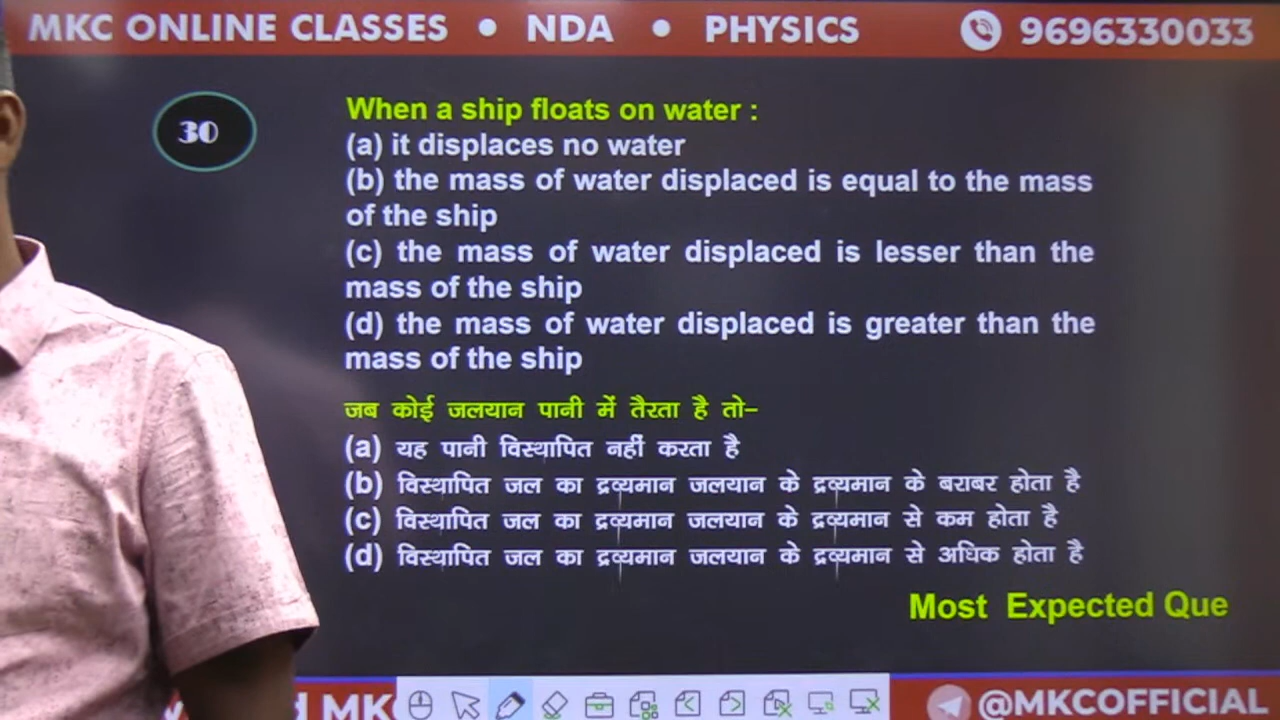 MKC ONLINE CLASSES • NDA • PHYSICS 9696330033
30
When a ship floats on water :
(a) it displaces no water
(b) the mass of water displaced is equal to the mass
of the ship
(c) the mass of water displaced is lesser than the
mass of the ship
(d) the mass of water displaced is greater than the
mass of the ship
जब कोई जलयान पानी में तैरता है तो–
(a) यह पानी विस्थापित नहीं करता है
(b) विस्थापित जल का द्रव्यमान जलयान के द्रव्यमान के बराबर होता है
(c) विस्थापित जल का द्रव्यमान जलयान के द्रव्यमान से कम होता है
(d) विस्थापित जल का द्रव्यमान जलयान के द्रव्यमान से अधिक होता है
Most Expected Que
@MKCOFFICIAL